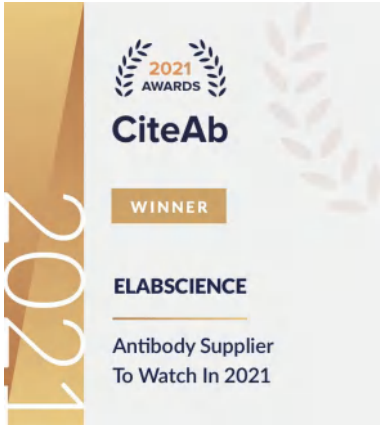 2021
AWARDS
CiteAb
WINNER
ELABSCIENCE
Antibody Supplier
To Watch In 2021
2021